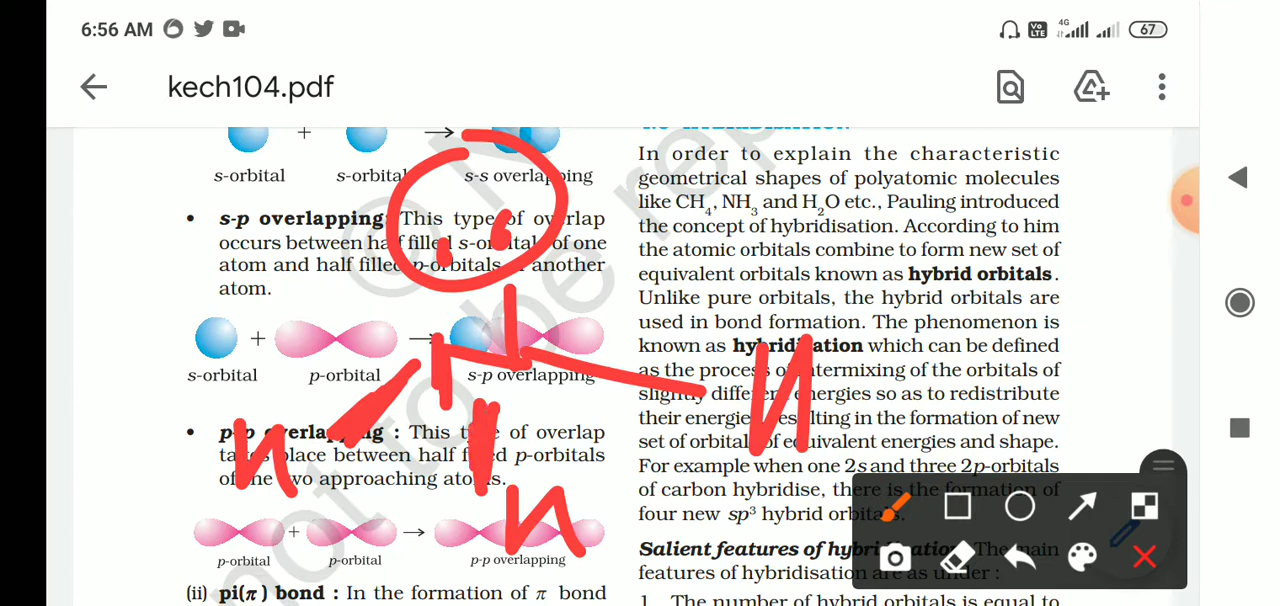 6:56 AM
Vo LTE 4G 67
kech104.pdf
s-orbital + s-orbital s-s overlapping
• s-p overlapping: This type of overlap
occurs between half filled s-orbitals of one
atom and half filled p-orbitals of another
atom.
+
s-orbital p-orbital s-p overlapping
• p-p overlapping : This type of overlap
takes place between half filled p-orbitals
of the two approaching atoms.
+
p-orbital p-orbital p-p overlapping
(ii) pi(π) bond : In the formation of π bond
In order to explain the characteristic
geometrical shapes of polyatomic molecules
like CH4, NH3 and H2O etc., Pauling introduced
the concept of hybridisation. According to him
the atomic orbitals combine to form new set of
equivalent orbitals known as hybrid orbitals.
Unlike pure orbitals, the hybrid orbitals are
used in bond formation. The phenomenon is
known as hybridisation which can be defined
as the process of intermixing of the orbitals of
slightly different energies so as to redistribute
their energies, resulting in the formation of new
set of orbitals of equivalent energies and shape.
For example when one 2s and three 2p-orbitals
of carbon hybridise, there is the formation of
four new sp3 hybrid orbitals.
Salient features of hybridisation: The main
features of hybridisation are as under :
1. The number of hybrid orbitals is equal to
not to be rep
H
N
H
H